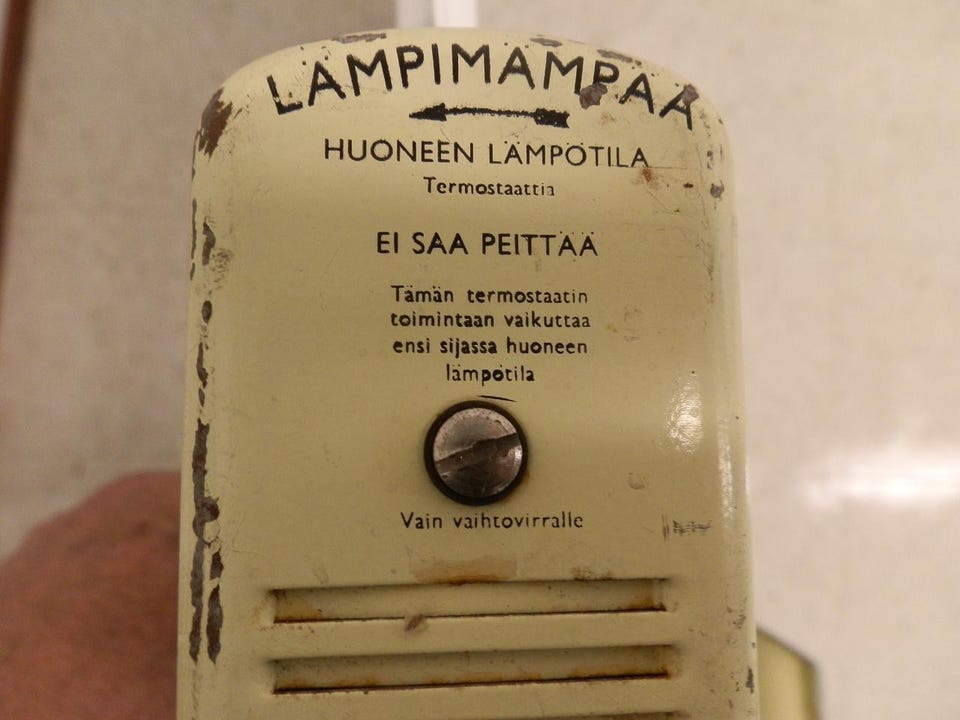 LÄMPIMÄMPÄÄ
HUONEEN LÄMPÖTILA
Termostaattia
EI SAA PEITTÄÄ
Tämän termostaatin
toimintaan vaikuttaa
ensi sijassa huoneen
lämpötila
Vain vaihtovirralle